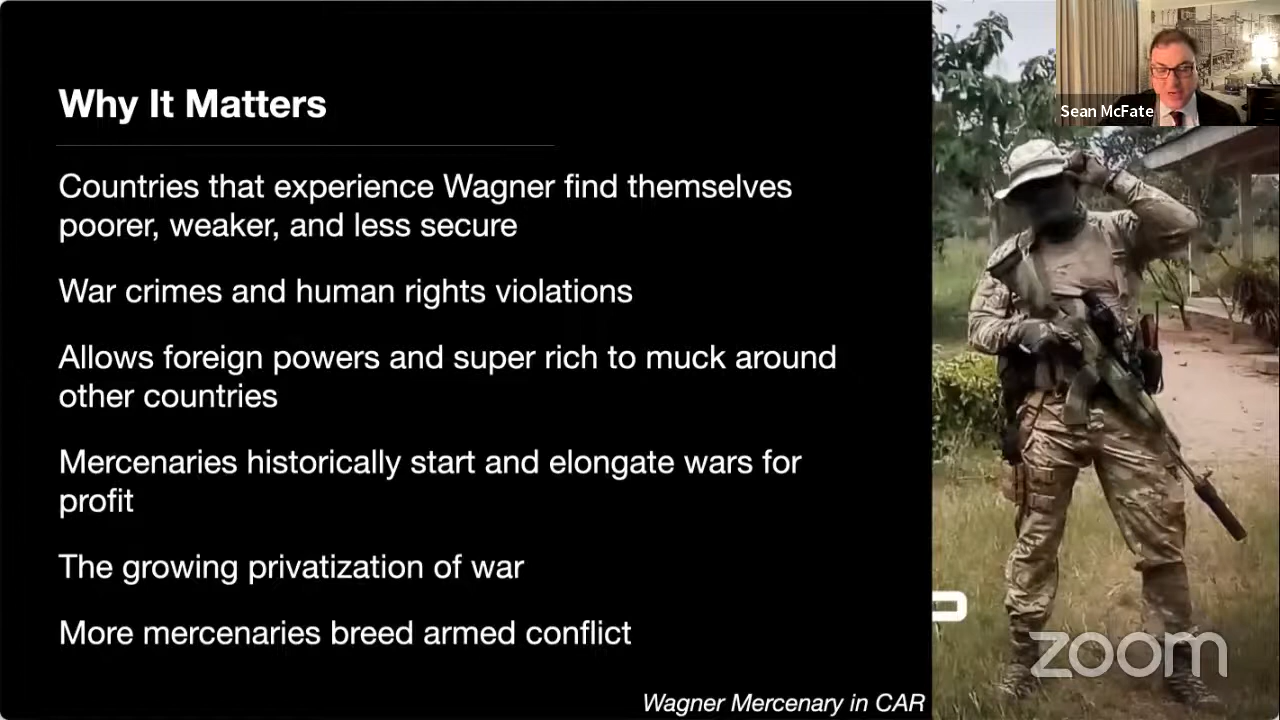 Why It Matters
Sean McFate
Countries that experience Wagner find themselves
poorer, weaker, and less secure
War crimes and human rights violations
Allows foreign powers and super rich to muck around
other countries
Mercenaries historically start and elongate wars for
profit
The growing privatization of war
More mercenaries breed armed conflict
zoom
Wagner Mercenary in CAR